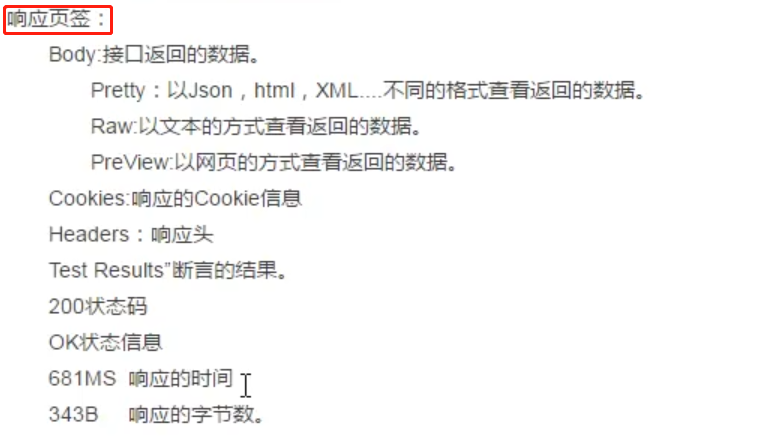 响应页签：
Body:接口返回的数据。
Pretty：以Json，html，XML....不同的格式查看返回的数据。
Raw:以文本的方式查看返回的数据。
PreView:以网页的方式查看返回的数据。
Cookies:响应的Cookie信息
Headers：响应头
Test Results”断言的结果。
200状态码
OK状态信息
681MS 响应的时间
343B 响应的字节数。